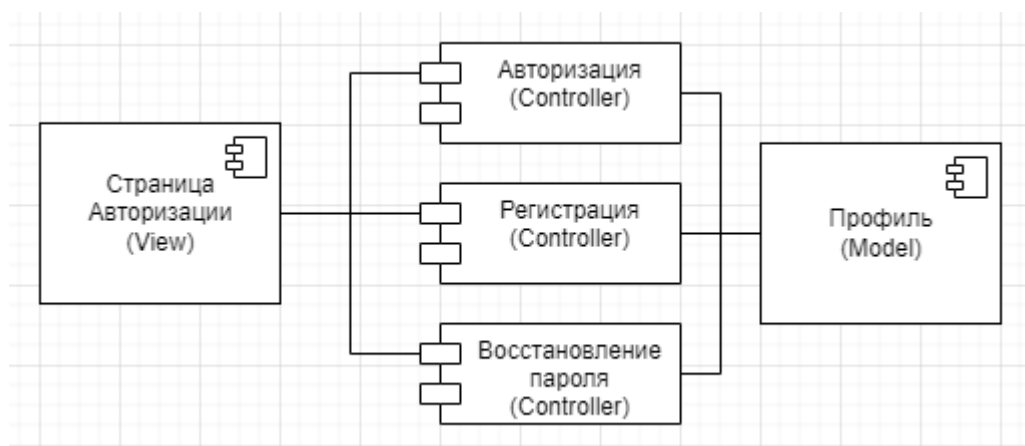 Страница
Авторизации
(View)
Авторизация
(Controller)
Регистрация
(Controller)
Восстановление
пароля
(Controller)
Профиль
(Model)